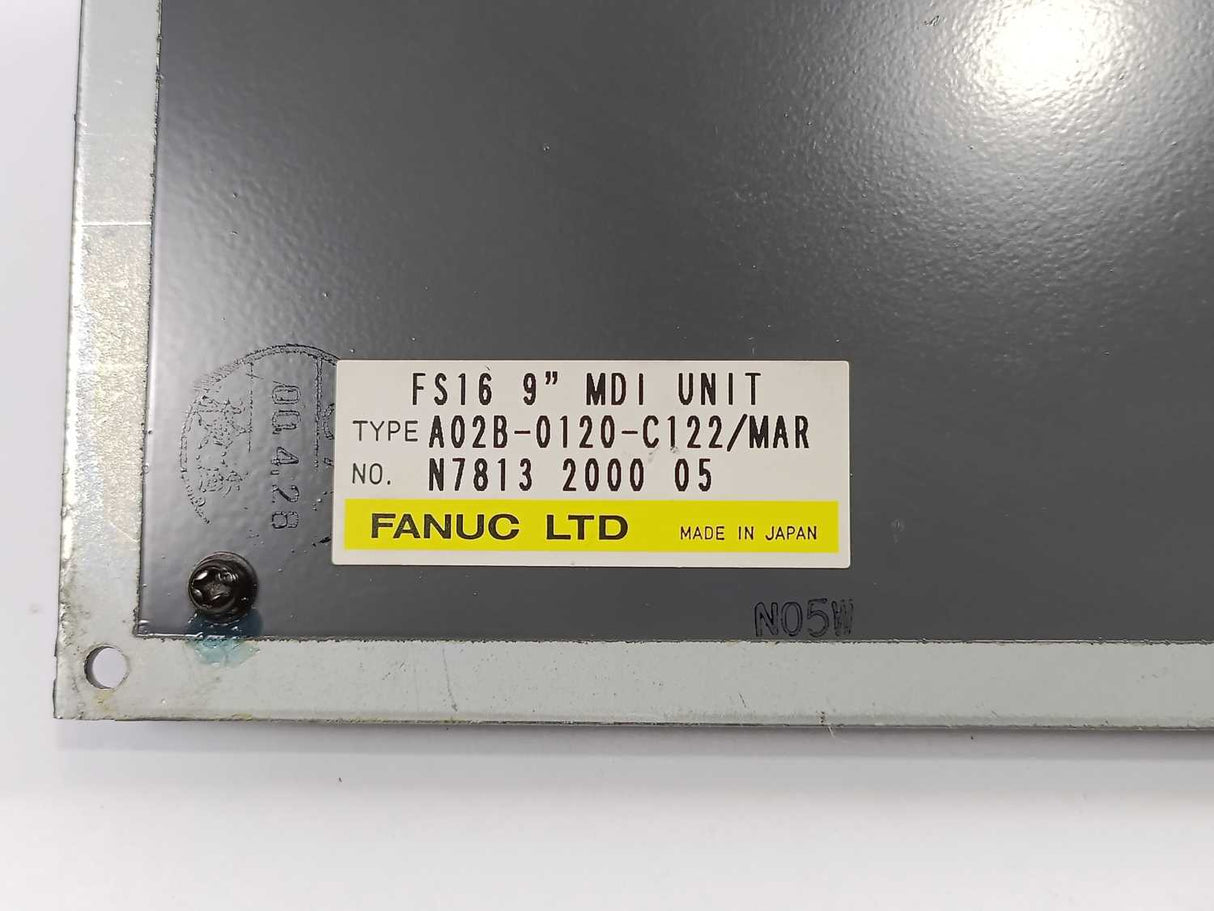 FS16 9” MDI UNIT
TYPE A02B-0120-C122/MAR
NO. N7813 2000 05
FANUC LTD MADE IN JAPAN
'00.4.28
N05W